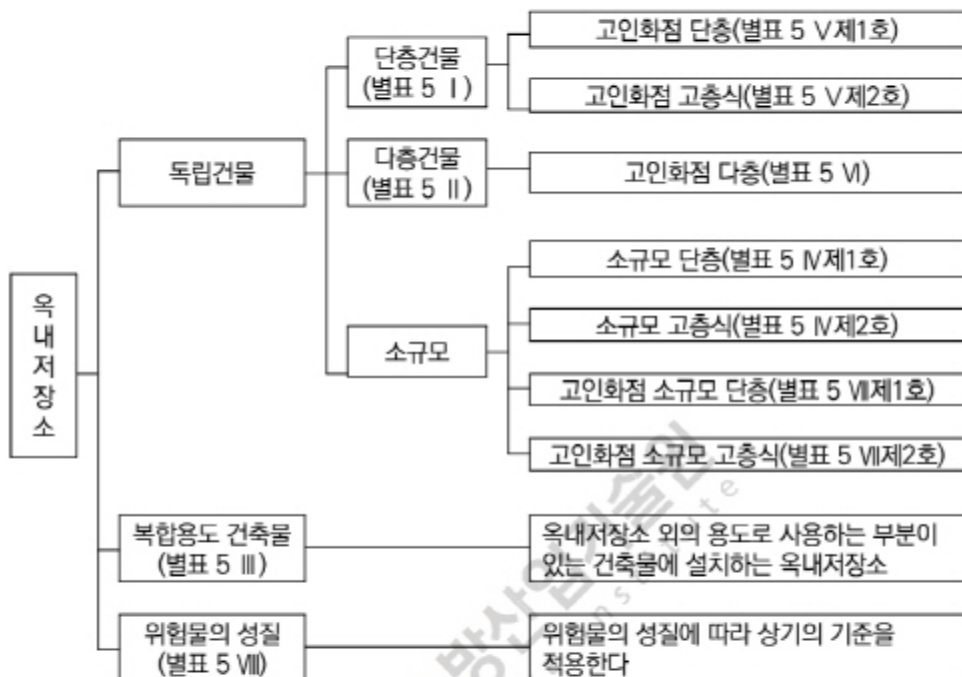 옥내저장소
독립건물
단층건물
(별표 5 Ⅰ)
고인화점 단층(별표 5 Ⅴ제1호)
고인화점 고층식(별표 5 Ⅴ제2호)
다층건물
(별표 5 Ⅱ)
고인화점 다층(별표 5 Ⅵ)
소규모
소규모 단층(별표 5 Ⅳ제1호)
소규모 고층식(별표 5 Ⅳ제2호)
고인화점 소규모 단층(별표 5 Ⅶ제1호)
고인화점 소규모 고층식(별표 5 Ⅶ제2호)
복합용도 건축물
(별표 5 Ⅲ)
옥내저장소 외의 용도로 사용하는 부분이
있는 건축물에 설치하는 옥내저장소
위험물의 성질
(별표 5 Ⅷ)
위험물의 성질에 따라 상기의 기준을
적용한다